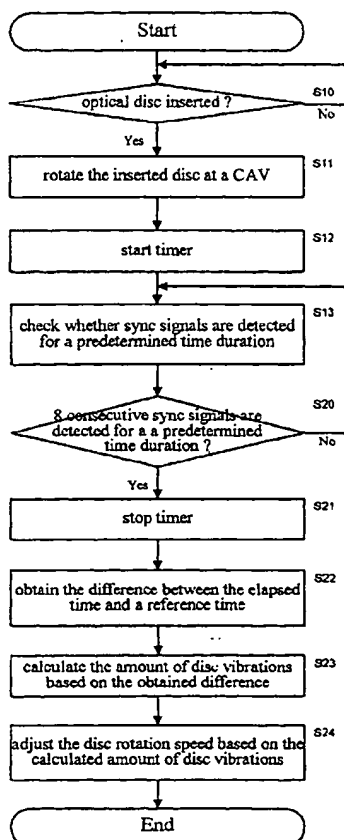 Start
optical disc inserted ?
S10
No
Yes
S11
rotate the inserted disc at a CAV
S12
start timer
S13
check whether sync signals are detected
for a predetermined time duration
S20
8 consecutive sync signals are
detected for a a predetermined
time duration ?
No
Yes
S21
stop timer
S22
obtain the difference between the elapsed
time and a reference time
S23
calculate the amount of disc vibrations
based on the obtained difference
S24
adjust the disc rotation speed based on the
calculated amount of disc vibrations
End